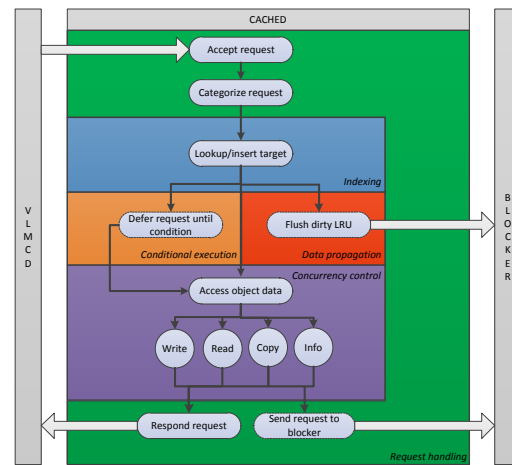 CACHED
Accept request
Categorize request
Lookup/insert target
Indexing
Defer request until
condition
Flush dirty LRU
Conditional execution
Data propagation
Concurrency control
Access object data
Write
Read
Copy
Info
Respond request
Send request to
blocker
Request handling
V
L
M
C
D
B
L
O
C
K
E
R